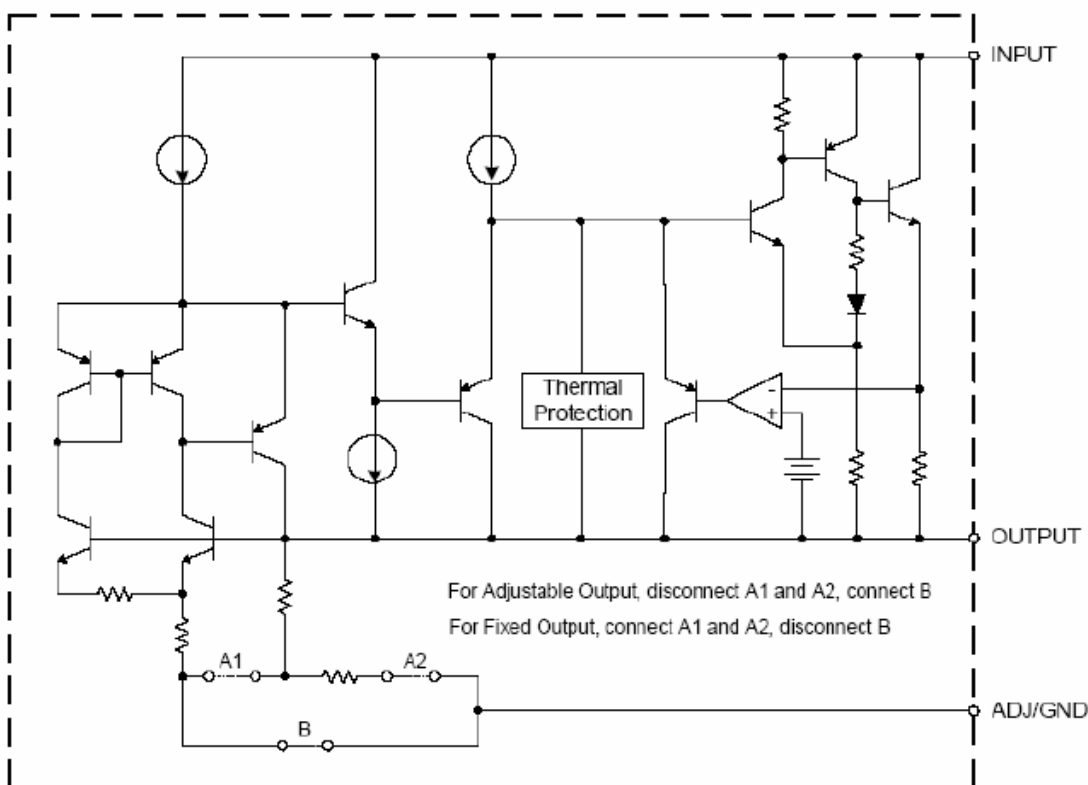 INPUT
Thermal
Protection
-
+
OUTPUT
For Adjustable Output, disconnect A1 and A2, connect B
For Fixed Output, connect A1 and A2, disconnect B
A1
A2
ADJ/GND
B